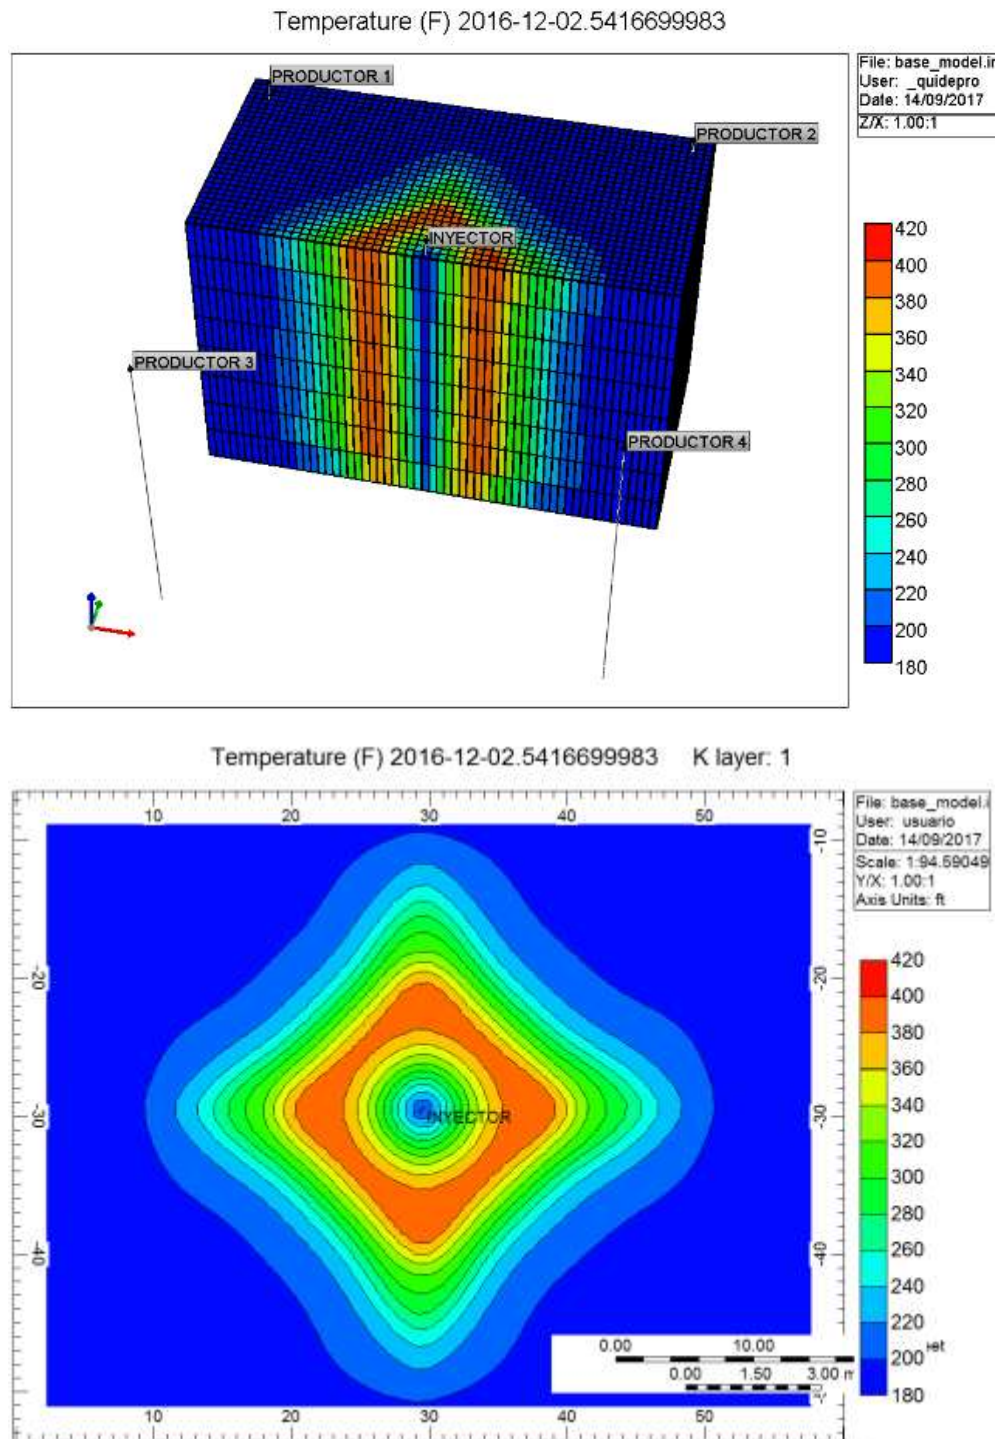 Temperature (F) 2016-12-02.5416699983
File: base_model.ir
User: _quidepro
Date: 14/09/2017
Z/X: 1.00:1
PRODUCTOR 1
PRODUCTOR 2
INYECTOR
PRODUCTOR 3
PRODUCTOR 4
420
400
380
360
340
320
300
280
260
240
220
200
180
Temperature (F) 2016-12-02.5416699983 K layer: 1
File: base_model.i
User: usuario
Date: 14/09/2017
Scale: 1:94.59049
Y/X: 1.00:1
Axis Units: ft
10 20 30 40 50
-10
-20 -20
-30 -30
-40 -40
INYECTOR
420
400
380
360
340
320
300
280
260
240
220
200
180
0.00 10.00
0.00 1.50 3.00
10 20 30 40 50